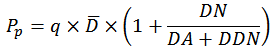 P_p = q × D̅ × (1 + DN / (DA + DDN))